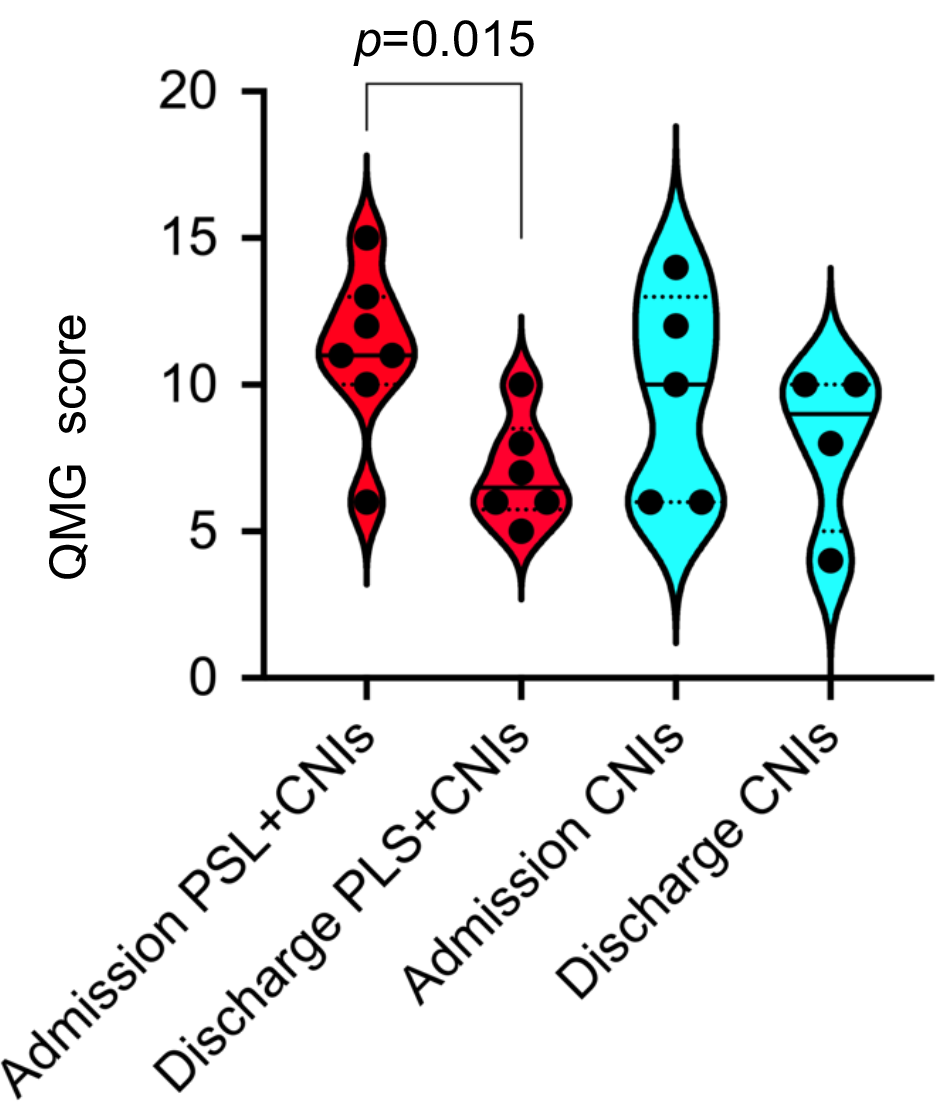 p=0.015
20
15
10
5
0
QMG score
Admission PSL+CNIs
Discharge PLS+CNIs
Admission CNIs
Discharge CNIs